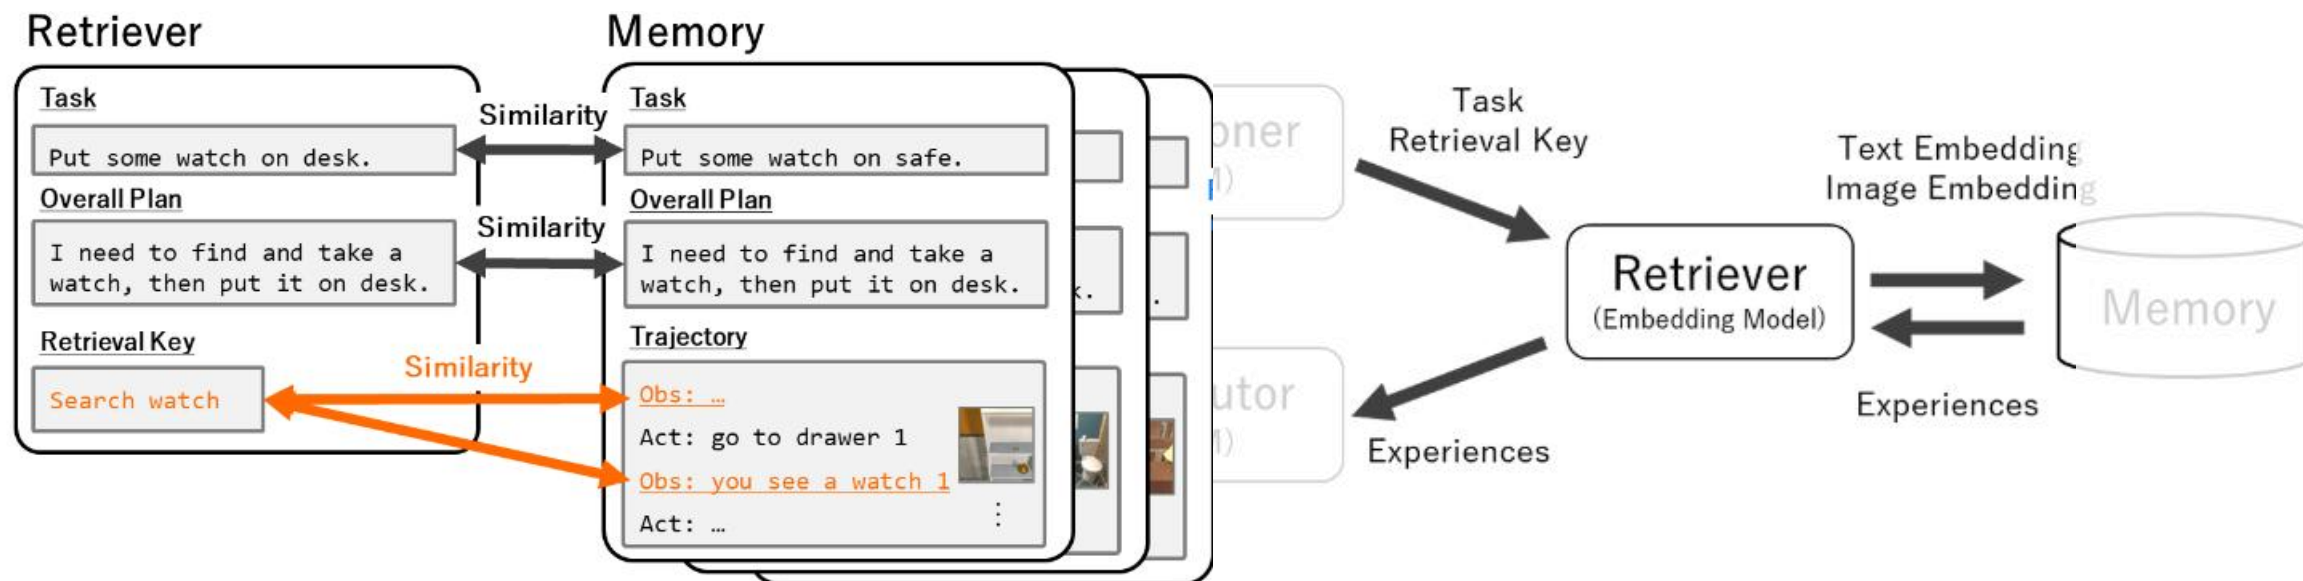 Retriever
Task
Put some watch on desk.
Overall Plan
I need to find and take a
watch, then put it on desk.
Retrieval Key
Search watch
Similarity
Similarity
Similarity
Memory
Task
Put some watch on safe.
Overall Plan
I need to find and take a
watch, then put it on desk.
Trajectory
Obs: …
Act: go to drawer 1
Obs: you see a watch 1
Act: …
⋮
k.
.
oner
utor
Task
Retrieval Key
Experiences
Retriever
(Embedding Model)
Text Embedding
Image Embedding
Experiences
Memory